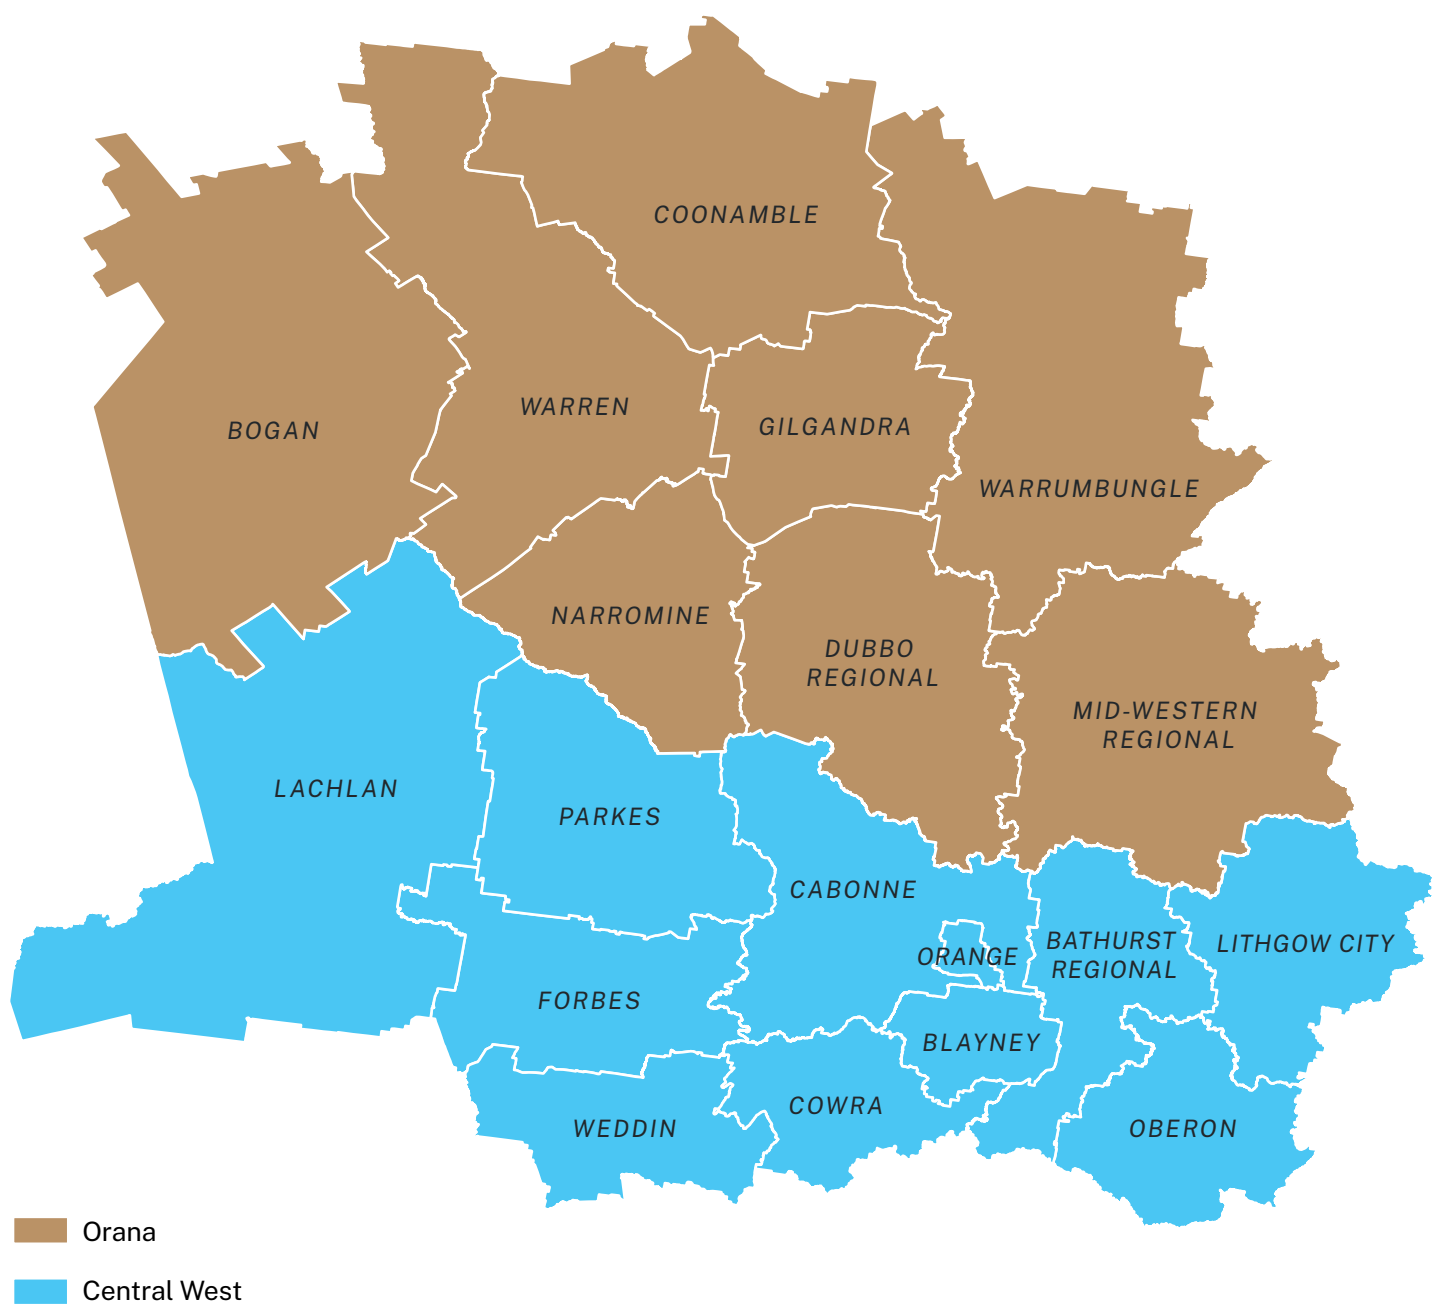 COONAMBLE
WARREN
BOGAN
GILGANDRA
WARRUMBUNGLE
NARROMINE
DUBBO
REGIONAL
MID-WESTERN
REGIONAL
LACHLAN
PARKES
CABONNE
ORANGE
BATHURST
REGIONAL
LITHGOW CITY
FORBES
BLAYNEY
COWRA
WEDDIN
OBERON
Orana
Central West